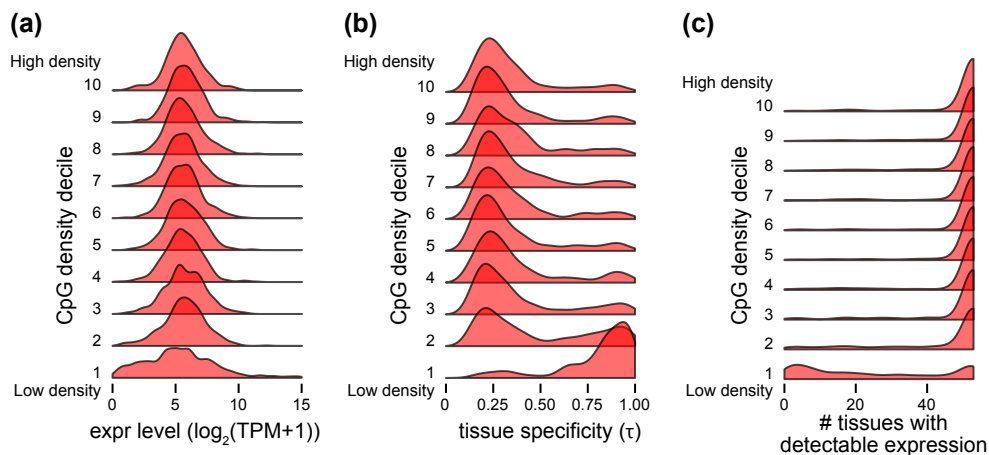 (a)
High density
10
9
8
7
6
5
4
3
2
1
Low density
CpG density decile
0 5 10 15
expr level (log₂(TPM+1))
(b)
High density
10
9
8
7
6
5
4
3
2
1
Low density
CpG density decile
0 0.25 0.50 0.75 1.00
tissue specificity (τ)
(c)
High density
10
9
8
7
6
5
4
3
2
1
Low density
CpG density decile
0 20 40
# tissues with
detectable expression